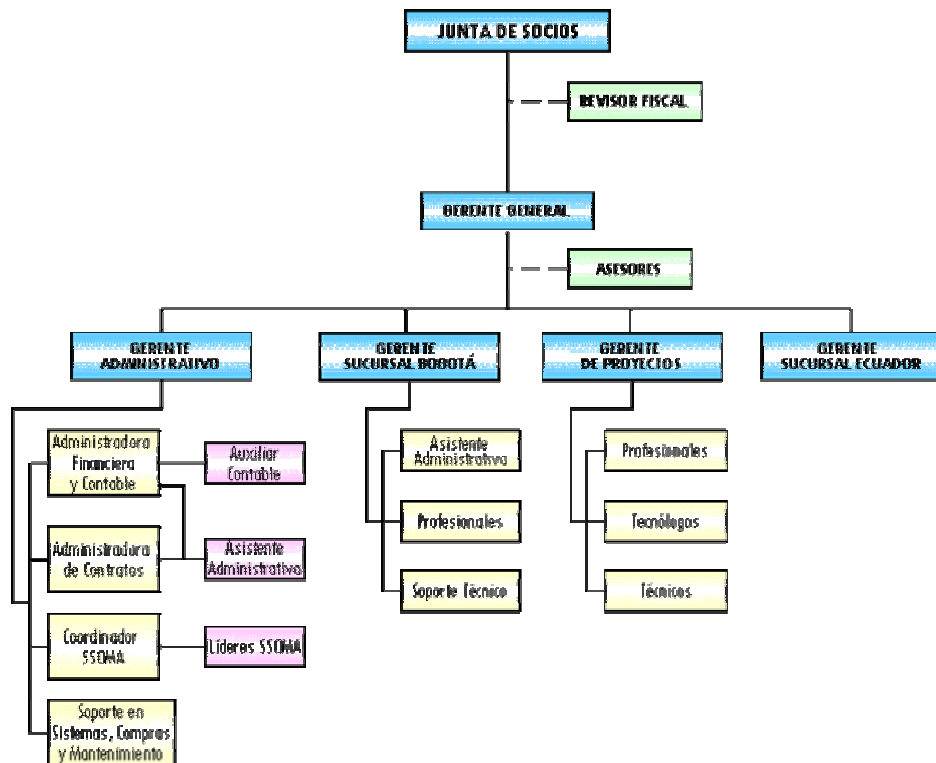 JUNTA DE SOCIOS
REVISOR FISCAL
GERENTE GENERAL
ASESORES
GERENTE
ADMINISTRATIVO
GERENTE
SUCURSAL BOGOTÁ
GERENTE
DE PROYECTOS
GERENTE
SUCURSAL ECUADOR
Administradora
Financiera
y Contable
Auxiliar
Contable
Administradora
de Contratos
Asistente
Administrativa
Coordinador
SSOMA
Líderes SSOMA
Soporte en
Sistemas, Compras
y Mantenimiento
Asistente
Administrativa
Profesionales
Soporte Técnico
Profesionales
Tecnólogos
Técnicos